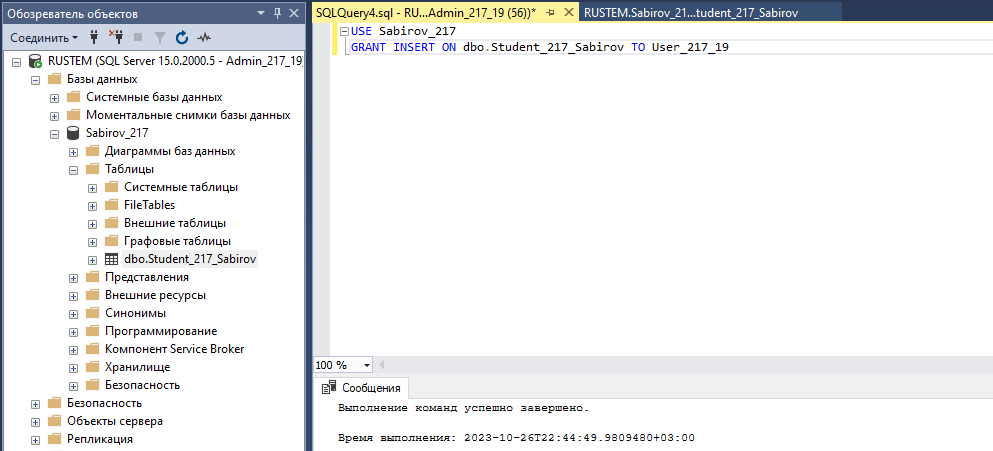 Обозреватель объектов
Соединить
RUSTEM (SQL Server 15.0.2000.5 - Admin_217_19)
Базы данных
Системные базы данных
Моментальные снимки базы данных
Sabirov_217
Диаграммы баз данных
Таблицы
Системные таблицы
FileTables
Внешние таблицы
Графовые таблицы
dbo.Student_217_Sabirov
Представления
Внешние ресурсы
Синонимы
Программирование
Компонент Service Broker
Хранилище
Безопасность
Безопасность
Объекты сервера
Репликация
SQLQuery4.sql - RU...Admin_217_19 (56))*
RUSTEM.Sabirov_21...tudent_217_Sabirov
USE Sabirov_217
GRANT INSERT ON dbo.Student_217_Sabirov TO User_217_19
100 %
Сообщения
Выполнение команд успешно завершено.
Время выполнения: 2023-10-26T22:44:49.9809480+03:00